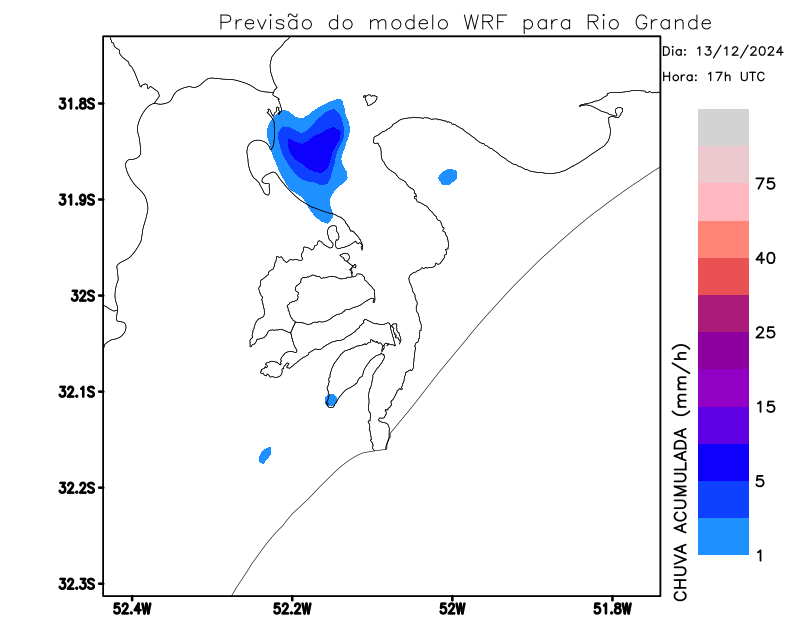 Previsão do modelo WRF para Rio Grande
Dia: 13/12/2024
Hora: 17h UTC
31.8S
31.9S
32S
32.1S
32.2S
32.3S
52.4W
52.2W
52W
51.8W
75
40
25
15
5
1
CHUVA ACUMULADA (mm/h)